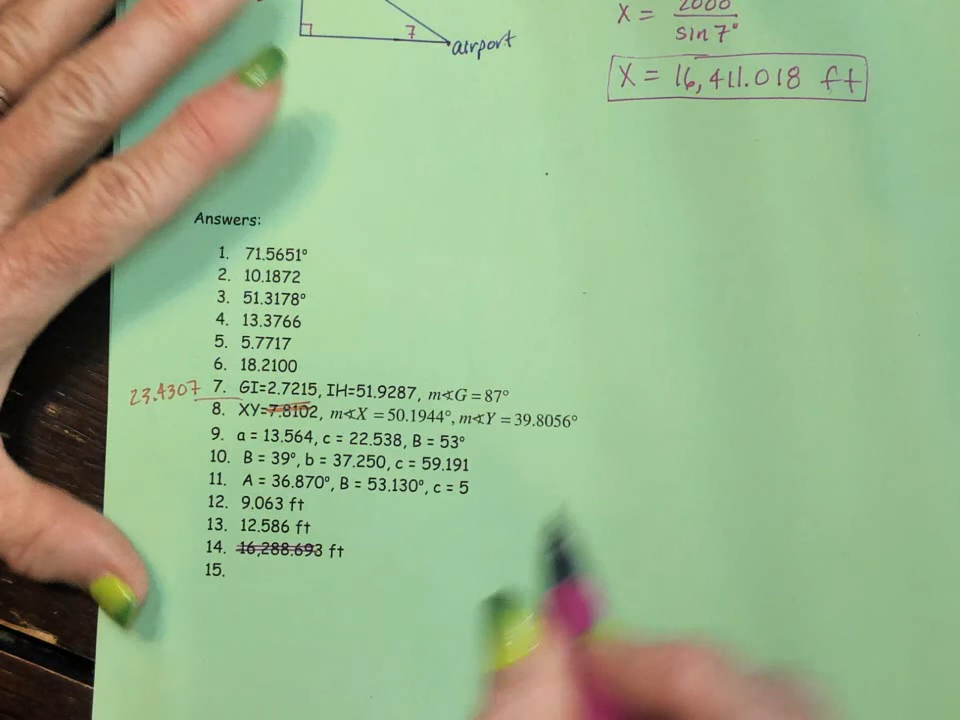 7
airport
x = 2000
sin 7°
X = 16,411.018 ft
Answers:
1. 71.5651°
2. 10.1872
3. 51.3178°
4. 13.3766
5. 5.7717
6. 18.2100
23.4307 7. GI=2.7215, IH=51.9287, m∢G = 87°
8. XY=7.8102, m∢X = 50.1944°, m∢Y = 39.8056°
9. a = 13.564, c = 22.538, B = 53°
10. B = 39°, b = 37.250, c = 59.191
11. A = 36.870°, B = 53.130°, c = 5
12. 9.063 ft
13. 12.586 ft
14. 16,288.693 ft
15.